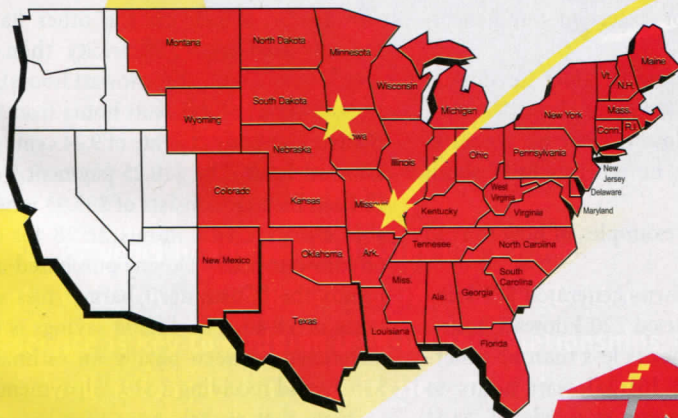 Montana
North Dakota
Minnesota
Wisconsin
Michigan
Vt.
N.H.
Maine
New York
Mass.
Conn.
R.I.
South Dakota
Wyoming
Iowa
Nebraska
Illinois
Ohio
Pennsylvania
New
Jersey
Delaware
Maryland
Colorado
Kansas
Missouri
West
Virginia
Virginia
Kentucky
Tennessee
North Carolina
New Mexico
Oklahoma
Ark.
South
Carolina
Miss.
Ala.
Georgia
Texas
Louisiana
Florida